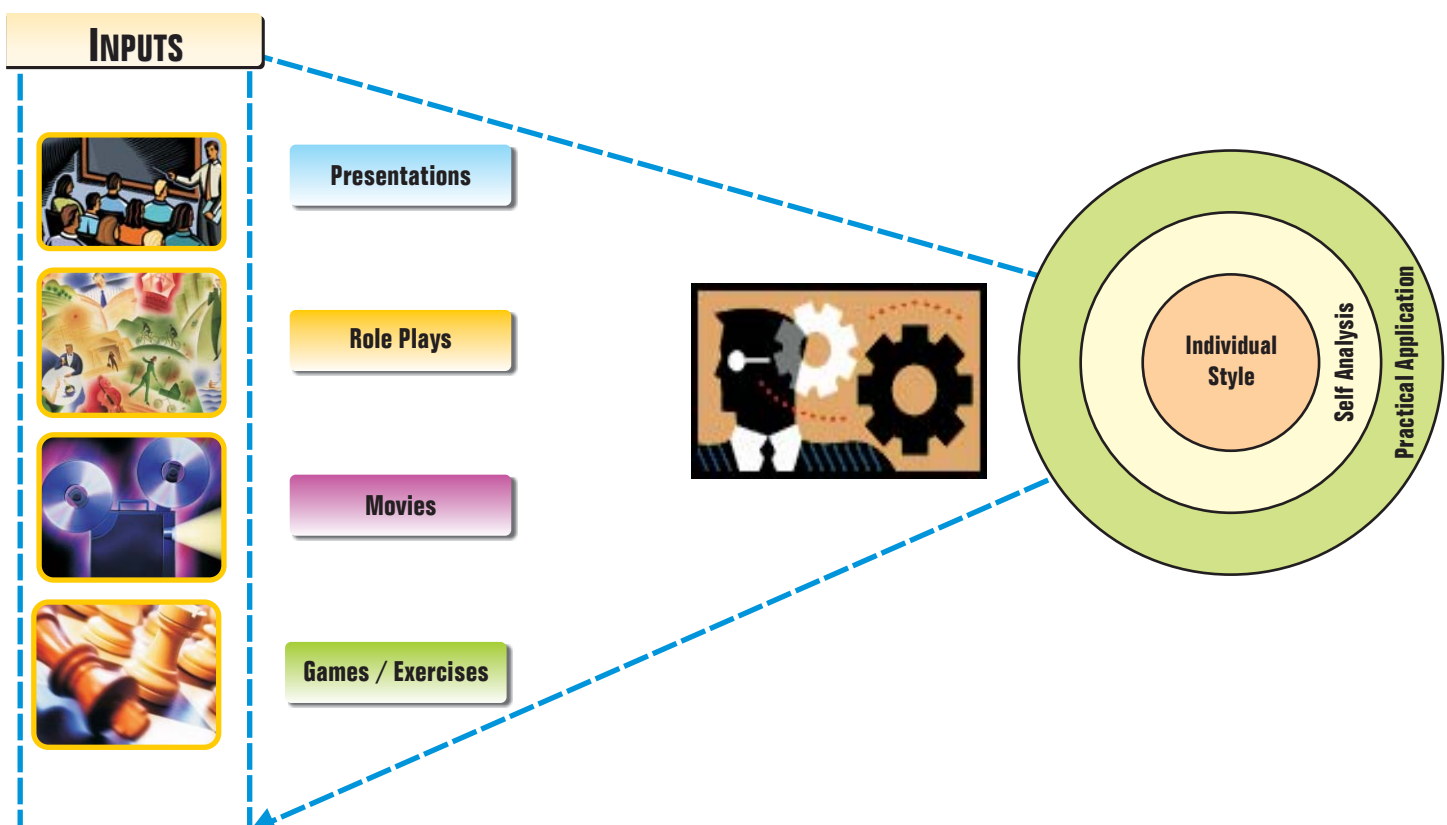 INPUTS
Presentations
Role Plays
Movies
Games / Exercises
Individual
Style
Self Analysis
Practical Application